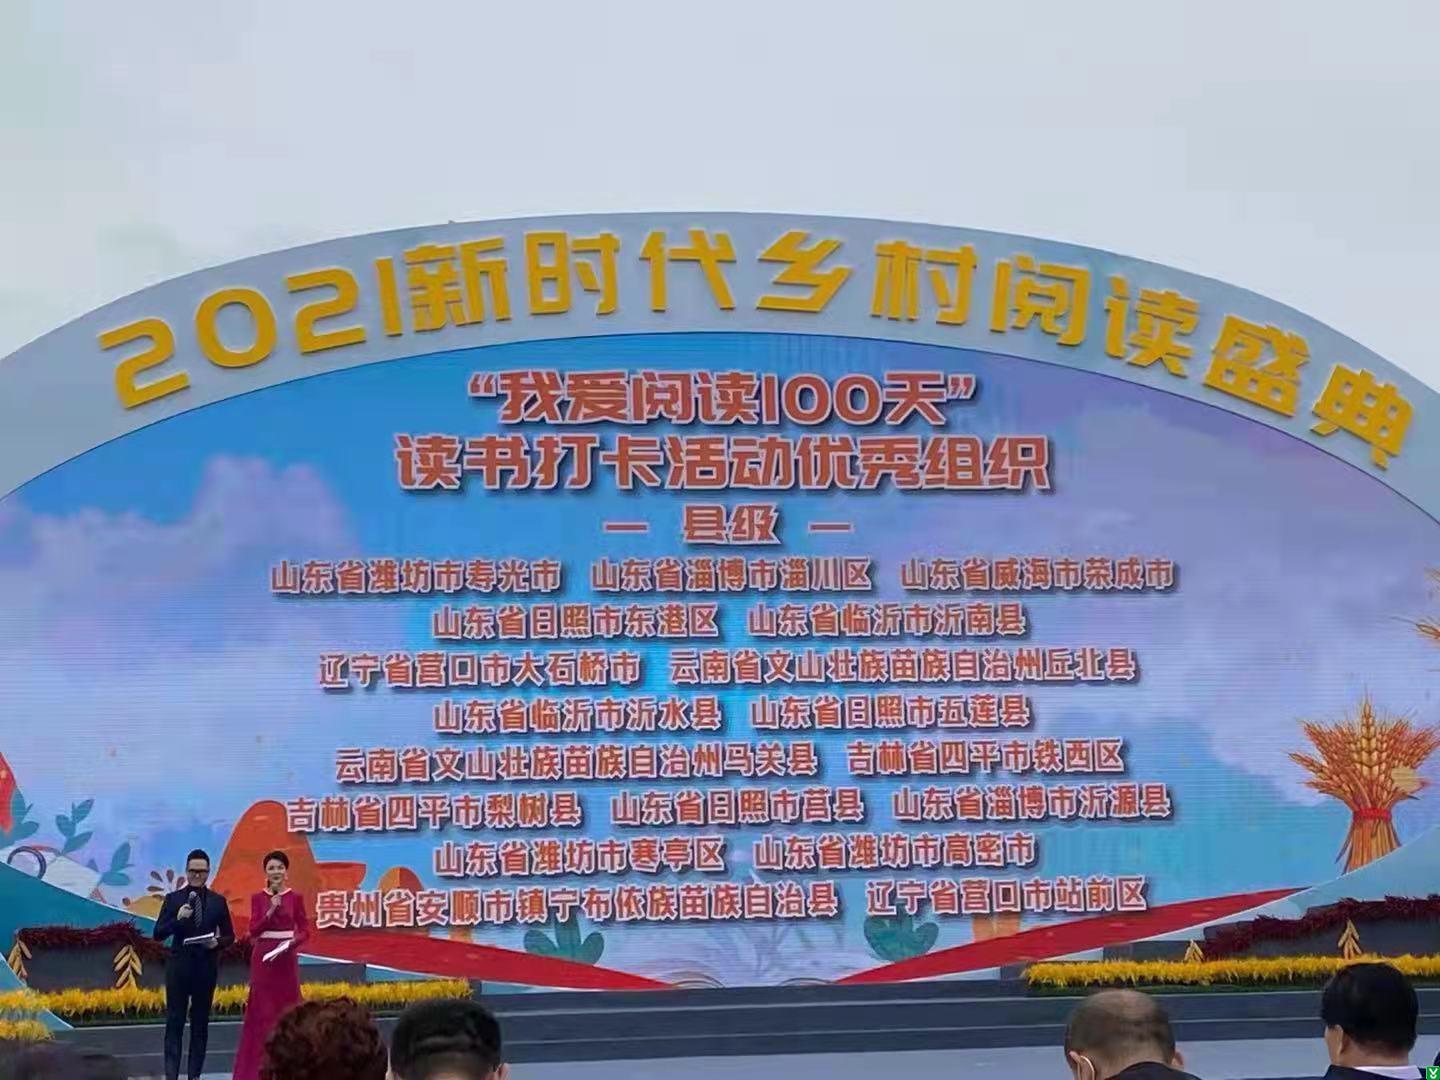 2021新时代乡村阅读盛典
“我爱阅读100天”
读书打卡活动优秀组织
— 县级 —
山东省潍坊市寿光市 山东省淄博市淄川区 山东省威海市荣成市
山东省日照市东港区 山东省临沂市沂南县
辽宁省营口市大石桥市 云南省文山壮族苗族自治州丘北县
山东省临沂市沂水县 山东省日照市五莲县
云南省文山壮族苗族自治州马关县 吉林省四平市铁西区
吉林省四平市梨树县 山东省日照市莒县 山东省淄博市沂源县
山东省潍坊市寒亭区 山东省潍坊市高密市
贵州省安顺市镇宁布依族苗族自治县 辽宁省营口市站前区